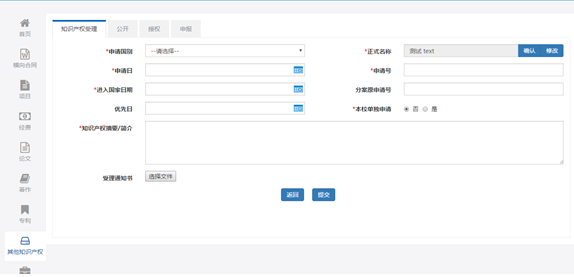 首页
横向合同
项目
经费
论文
著作
专利
其他知识产权
知识产权受理 公开 授权 申报
*申请国别 --请选择-- *正式名称 测试 text 确认 修改
*申请日 *申请号
*进入国家日期 分案原申请号
优先日 *本校单独申请 否 是
*知识产权摘要/简介
受理通知书 选择文件
返回 提交